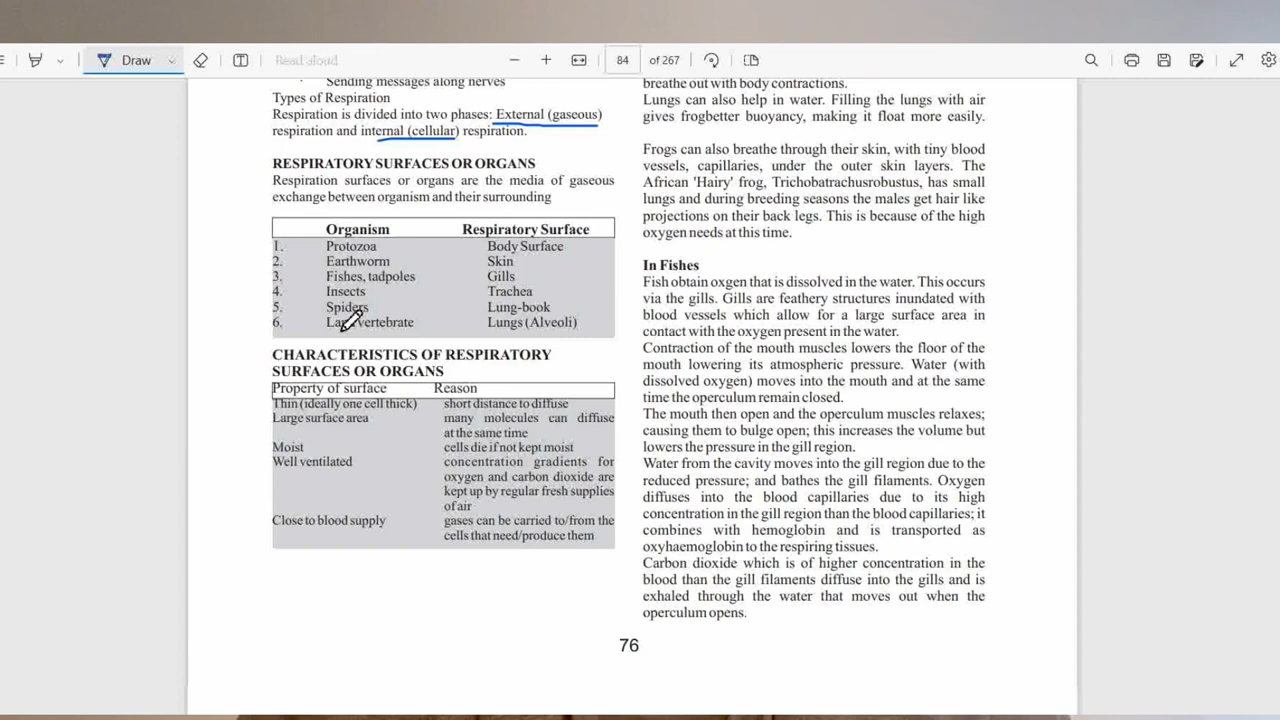 Draw
Read aloud
84 of 267
Sending messages along nerves
Types of Respiration
Respiration is divided into two phases: External (gaseous)
respiration and internal (cellular) respiration.
RESPIRATORY SURFACES OR ORGANS
Respiration surfaces or organs are the media of gaseous
exchange between organism and their surrounding
Organism Respiratory Surface
1. Protozoa Body Surface
2. Earthworm Skin
3. Fishes, tadpoles Gills
4. Insects Trachea
5. Spiders Lung-book
6. vertebrate Lungs (Alveoli)
CHARACTERISTICS OF RESPIRATORY
SURFACES OR ORGANS
Property of surface Reason
Thin (ideally one cell thick) short distance to diffuse
Large surface area many molecules can diffuse
at the same time
Moist cells die if not kept moist
Well ventilated concentration gradients for
oxygen and carbon dioxide are
kept up by regular fresh supplies
of air
Close to blood supply gases can be carried to/from the
cells that need/produce them
breathe out with body contractions.
Lungs can also help in water. Filling the lungs with air
gives frogbetter buoyancy, making it float more easily.
Frogs can also breathe through their skin, with tiny blood
vessels, capillaries, under the outer skin layers. The
African 'Hairy' frog, Trichobatrachusrobustus, has small
lungs and during breeding seasons the males get hair like
projections on their back legs. This is because of the high
oxygen needs at this time.
In Fishes
Fish obtain oxgen that is dissolved in the water. This occurs
via the gills. Gills are feathery structures inundated with
blood vessels which allow for a large surface area in
contact with the oxygen present in the water.
Contraction of the mouth muscles lowers the floor of the
mouth lowering its atmospheric pressure. Water (with
dissolved oxygen) moves into the mouth and at the same
time the operculum remain closed.
The mouth then open and the operculum muscles relaxes;
causing them to bulge open; this increases the volume but
lowers the pressure in the gill region.
Water from the cavity moves into the gill region due to the
reduced pressure; and bathes the gill filaments. Oxygen
diffuses into the blood capillaries due to its high
concentration in the gill region than the blood capillaries; it
combines with hemoglobin and is transported as
oxyhaemoglobin to the respiring tissues.
Carbon dioxide which is of higher concentration in the
blood than the gill filaments diffuse into the gills and is
exhaled through the water that moves out when the
operculum opens.
76